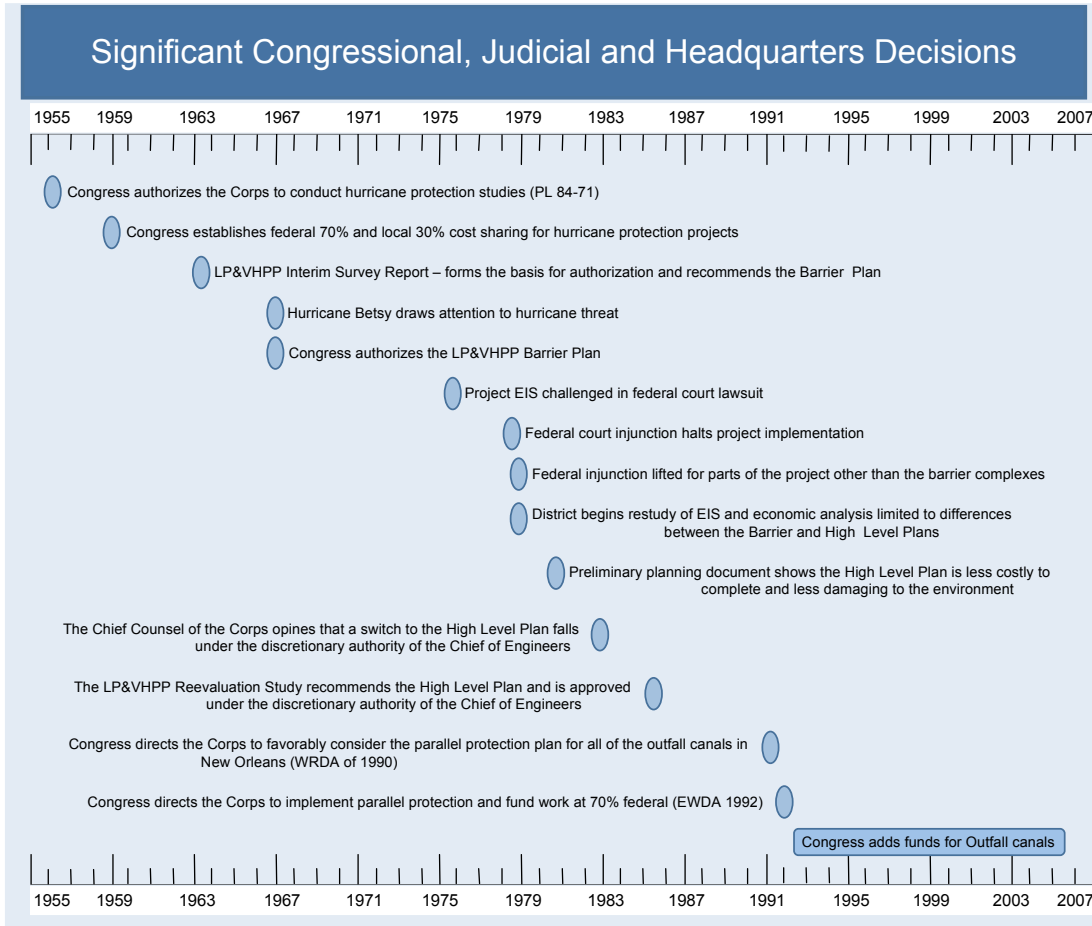 Significant Congressional, Judicial and Headquarters Decisions
1955 1959 1963 1967 1971 1975 1979 1983 1987 1991 1995 1999 2003 2007
Congress authorizes the Corps to conduct hurricane protection studies (PL 84-71)
Congress establishes federal 70% and local 30% cost sharing for hurricane protection projects
LP&VHPP Interim Survey Report – forms the basis for authorization and recommends the Barrier Plan
Hurricane Betsy draws attention to hurricane threat
Congress authorizes the LP&VHPP Barrier Plan
Project EIS challenged in federal court lawsuit
Federal court injunction halts project implementation
Federal injunction lifted for parts of the project other than the barrier complexes
District begins restudy of EIS and economic analysis limited to differences
between the Barrier and High Level Plans
Preliminary planning document shows the High Level Plan is less costly to
complete and less damaging to the environment
The Chief Counsel of the Corps opines that a switch to the High Level Plan falls
under the discretionary authority of the Chief of Engineers
The LP&VHPP Reevaluation Study recommends the High Level Plan and is approved
under the discretionary authority of the Chief of Engineers
Congress directs the Corps to favorably consider the parallel protection plan for all of the outfall canals in
New Orleans (WRDA of 1990)
Congress directs the Corps to implement parallel protection and fund work at 70% federal (EWDA 1992)
Congress adds funds for Outfall canals
1955 1959 1963 1967 1971 1975 1979 1983 1987 1991 1995 1999 2003 2007